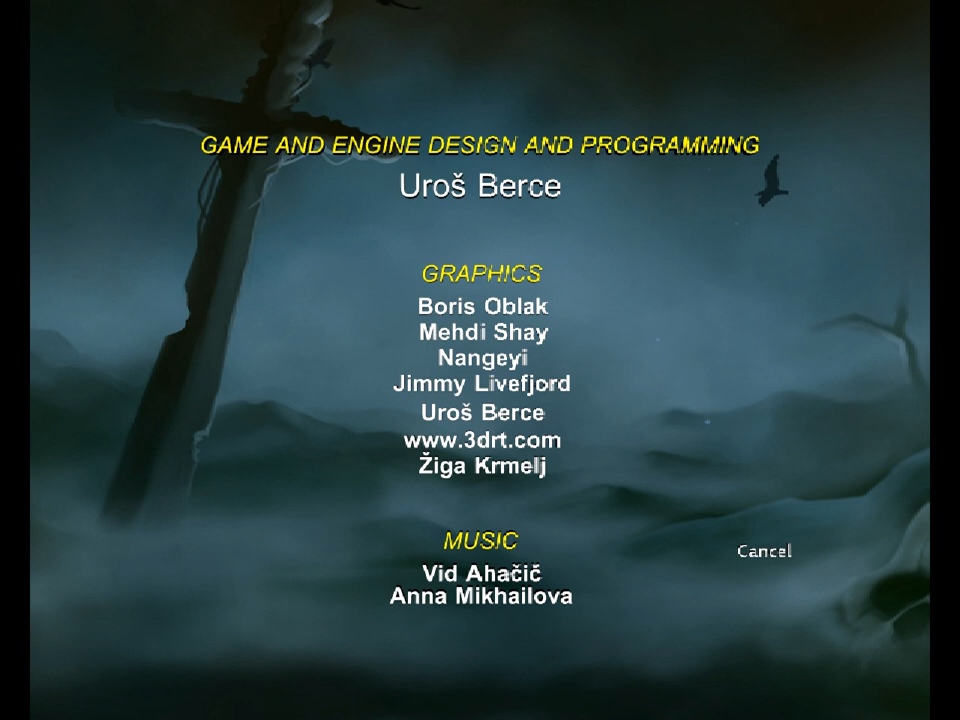 GAME AND ENGINE DESIGN AND PROGRAMMING
Uroš Berce
GRAPHICS
Boris Oblak
Mehdi Shay
Nangeyi
Jimmy Livefjord
Uroš Berce
www.3drt.com
Žiga Krmelj
MUSIC
Cancel
Vid Ahačič
Anna Mikhailova